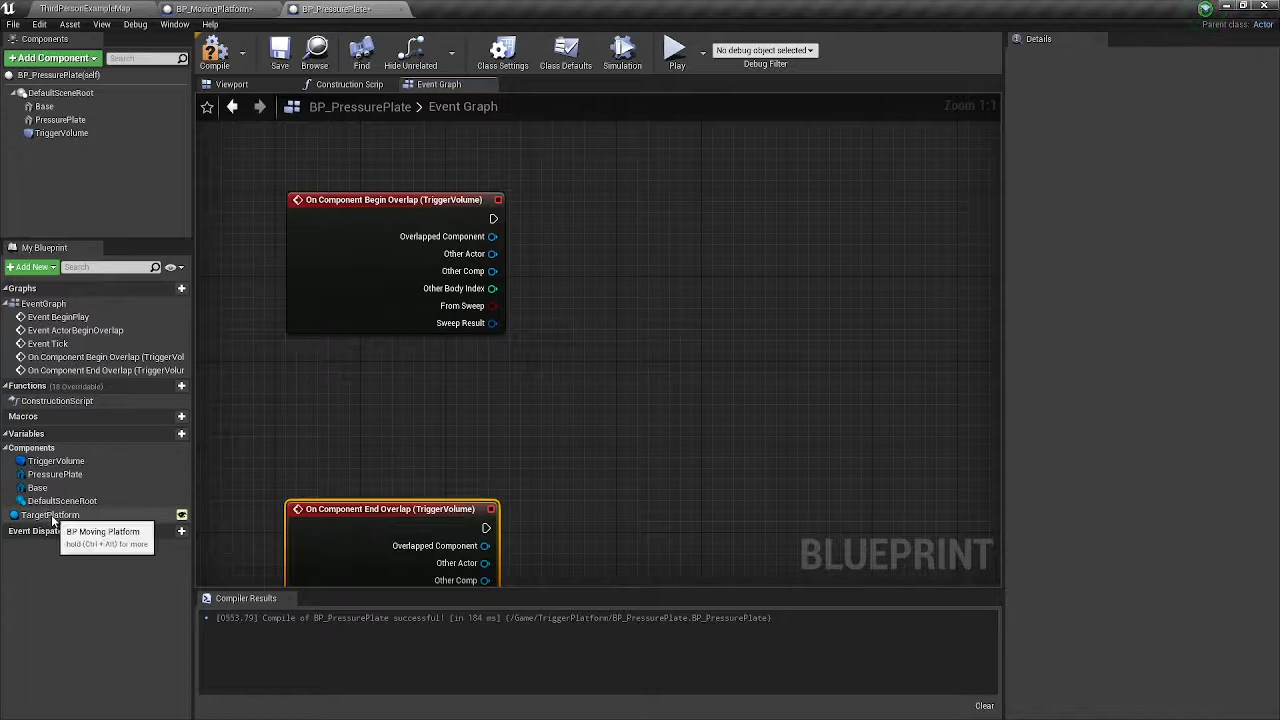 ThirdPersonExampleMap
BP_MovingPlatform*
BP_PressurePlate*
File
Edit
Asset
View
Debug
Window
Help
Parent class: Actor
Components
+ Add Component
Search
BP_PressurePlate(self)
DefaultSceneRoot
Base
PressurePlate
TriggerVolume
Compile
Save
Browse
Find
Hide Unrelated
Class Settings
Class Defaults
Simulation
Play
No debug object selected
Debug Filter
Details
Viewport
Construction Scrip
Event Graph
BP_PressurePlate > Event Graph
Zoom 1:1
On Component Begin Overlap (TriggerVolume)
Overlapped Component
Other Actor
Other Comp
Other Body Index
From Sweep
Sweep Result
On Component End Overlap (TriggerVolume)
Overlapped Component
Other Actor
Other Comp
BLUEPRINT
My Blueprint
+ Add New
Search
Graphs
EventGraph
Event BeginPlay
Event ActorBeginOverlap
Event Tick
On Component Begin Overlap (TriggerVol
On Component End Overlap (TriggerVolur
Functions (18 Overridable)
ConstructionScript
Macros
Variables
Components
TriggerVolume
PressurePlate
Base
DefaultSceneRoot
TargetPlatform
Event Dispat
BP Moving Platform
hold (Ctrl + Alt) for more
Compiler Results
[0553.79] Compile of BP_PressurePlate successful! [in 184 ms] (/Game/TriggerPlatform/BP_PressurePlate.BP_PressurePlate)
Clear